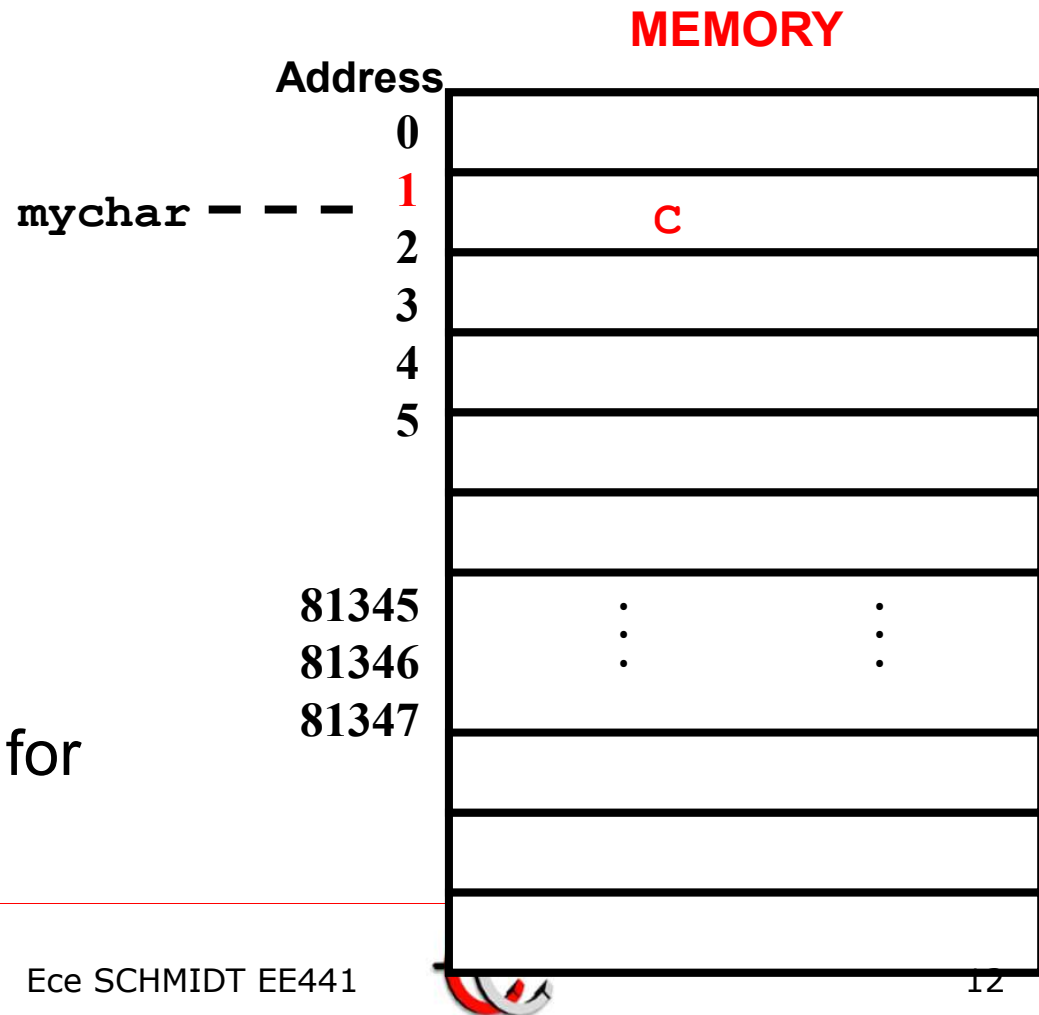 MEMORY
Address
0
1
mychar – – –
C
2
3
4
5
81345
81346
81347
for
Ece SCHMIDT EE441
12